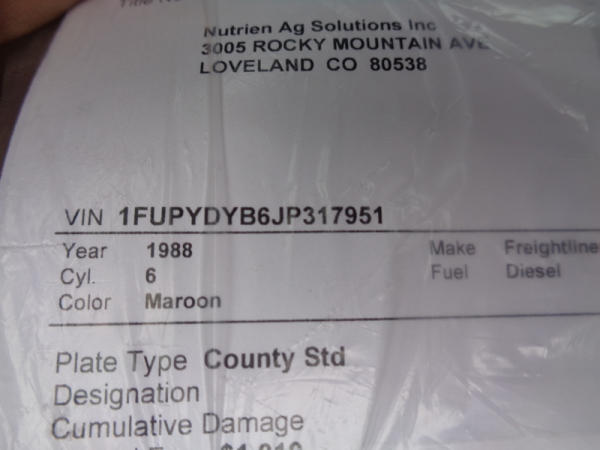 Nutrien Ag Solutions Inc
3005 ROCKY MOUNTAIN AVE
LOVELAND CO 80538
VIN 1FUPYDYB6JP317951
Year 1988 Make Freightline
Cyl. 6 Fuel Diesel
Color Maroon
Plate Type County Std
Designation
Cumulative Damage